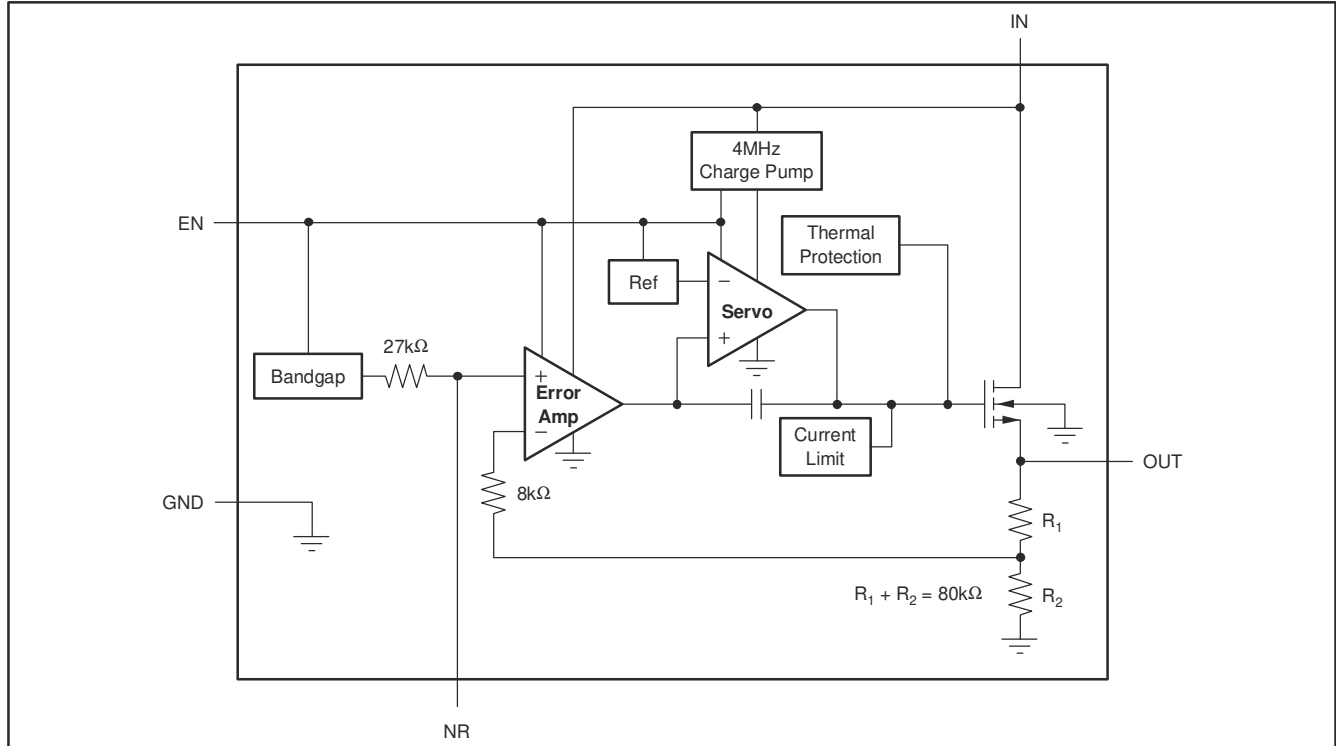 IN
4MHz
Charge Pump
EN
Thermal
Protection
Ref
−
Servo
+
27kΩ
Bandgap
+
Error
Amp
−
Current
Limit
OUT
GND
8kΩ
R1
R1 + R2 = 80kΩ
R2
NR